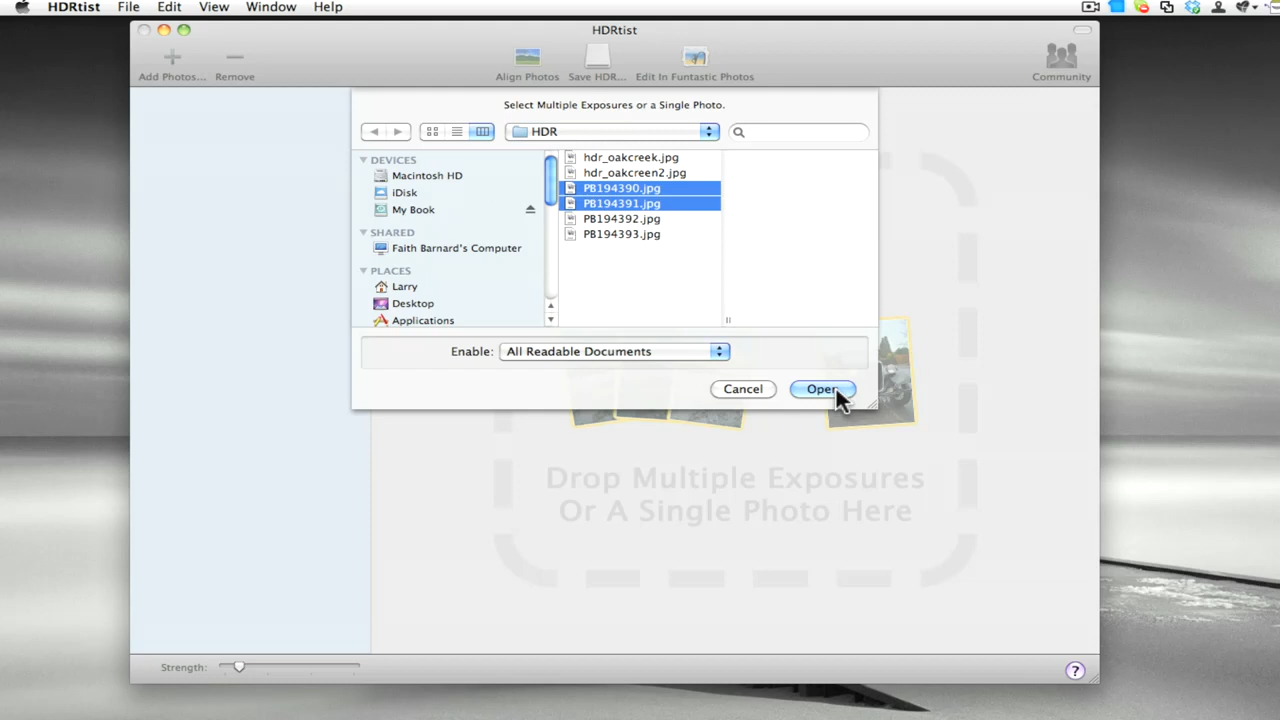 HDRtist File Edit View Window Help
HDRtist
Add Photos... Remove Align Photos Save HDR... Edit In Funtastic Photos Community
Select Multiple Exposures or a Single Photo.
HDR
DEVICES
Macintosh HD
iDisk
My Book
SHARED
Faith Barnard's Computer
PLACES
Larry
Desktop
Applications
hdr_oakcreek.jpg
hdr_oakcreen2.jpg
PB194390.jpg
PB194391.jpg
PB194392.jpg
PB194393.jpg
Enable: All Readable Documents
Cancel Open
Drop Multiple Exposures
Or A Single Photo Here
Strength: ?